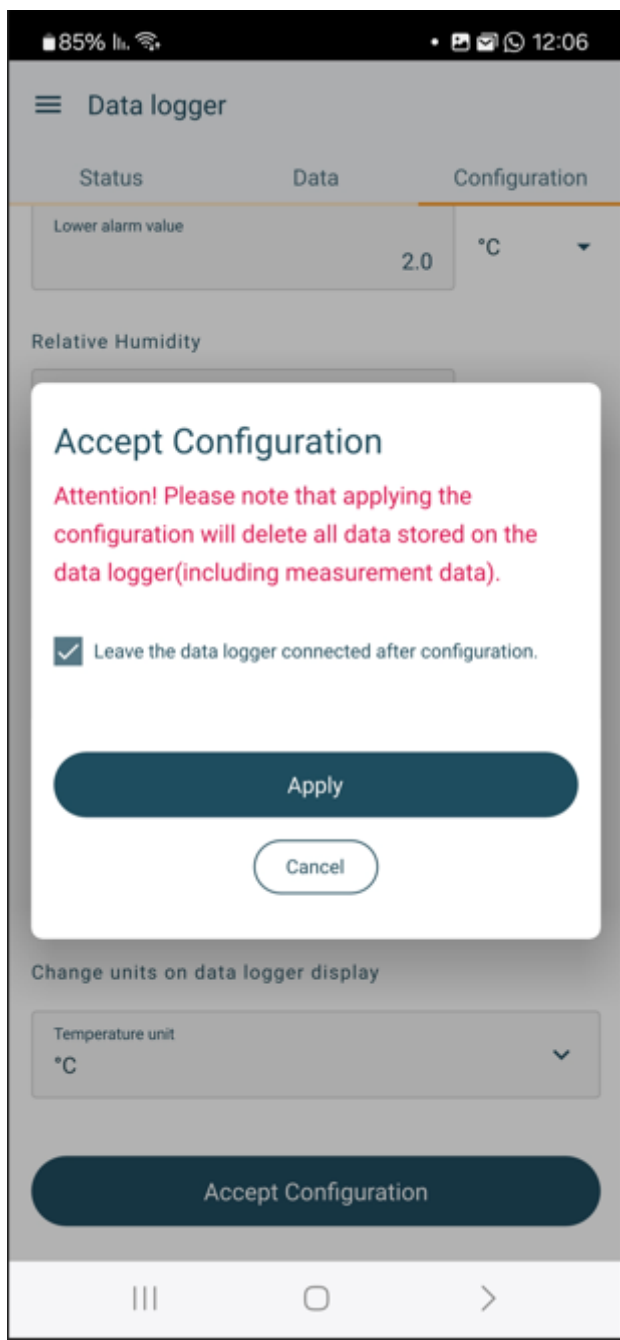 85% 12:06
Data logger
Status Data Configuration
Lower alarm value
2.0 °C
Relative Humidity
Accept Configuration
Attention! Please note that applying the
configuration will delete all data stored on the
data logger(including measurement data).
Leave the data logger connected after configuration.
Apply
Cancel
Change units on data logger display
Temperature unit
°C
Accept Configuration